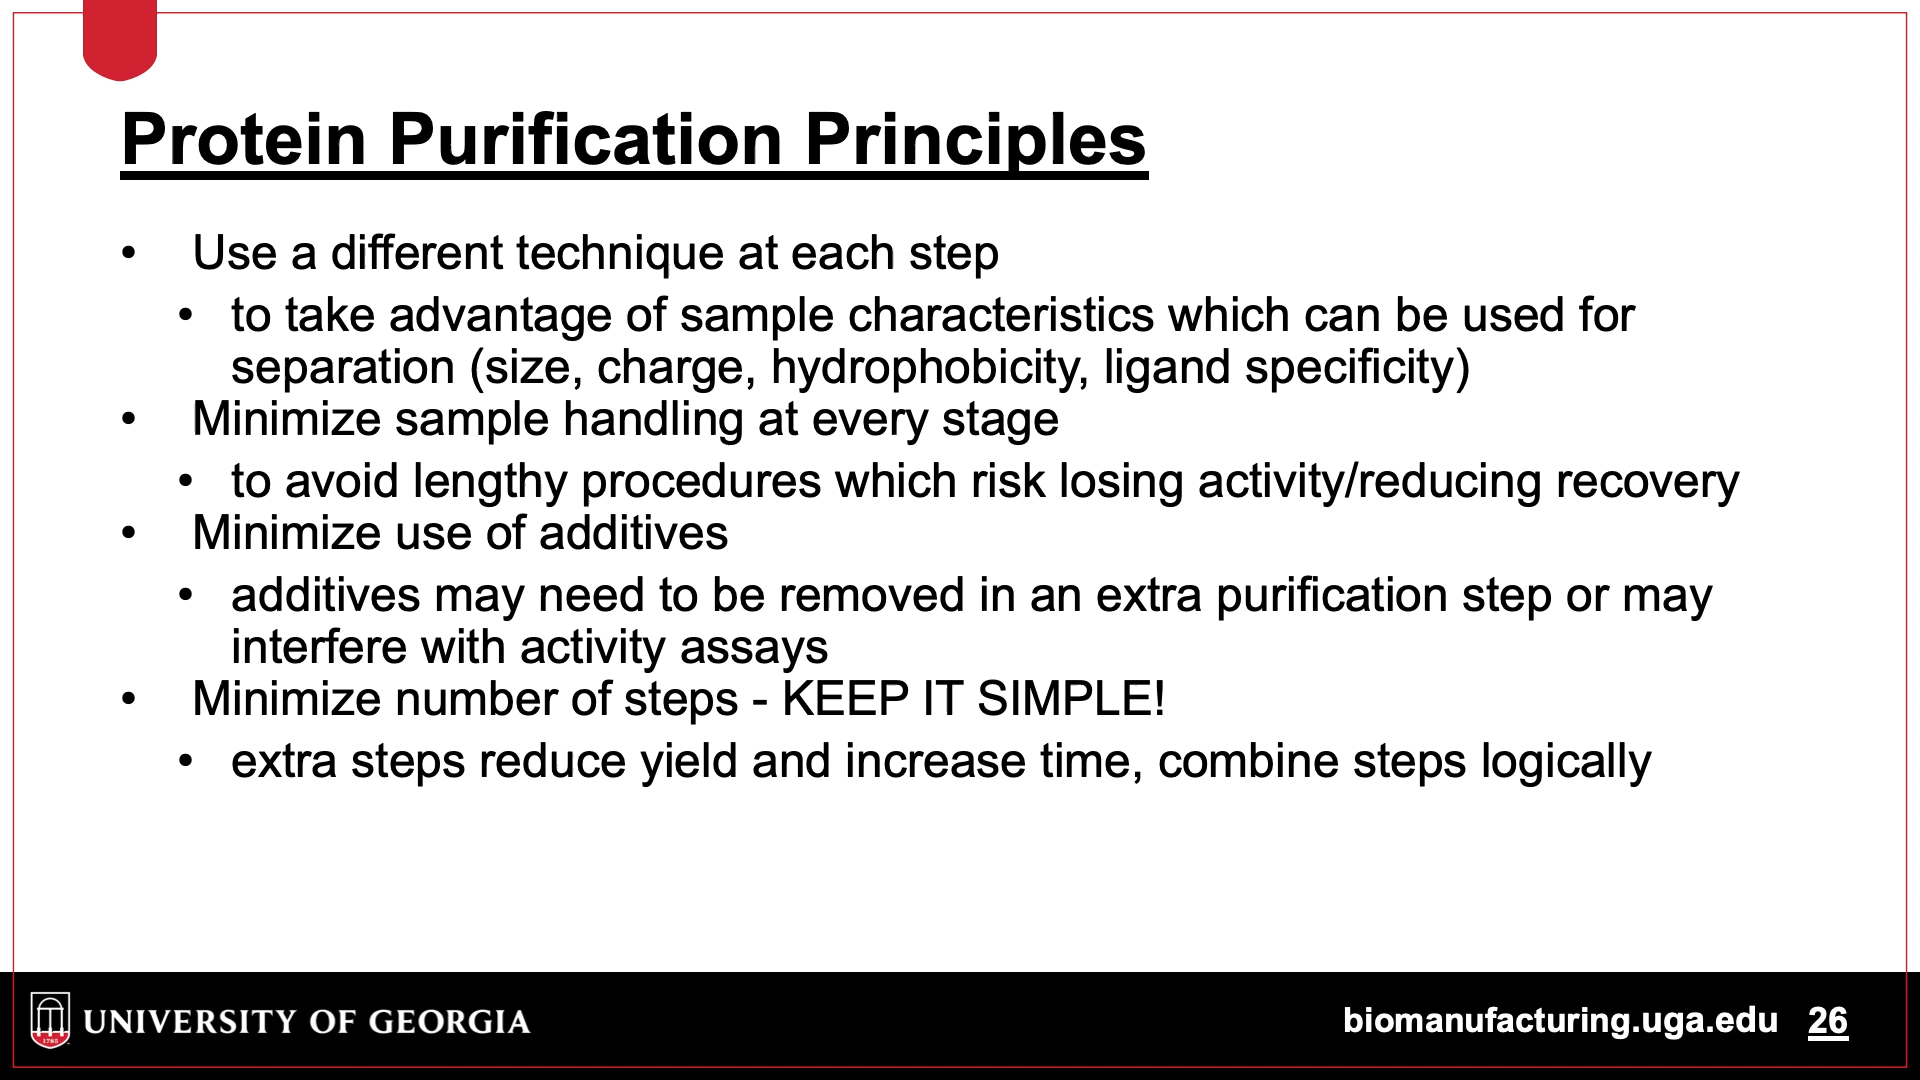 Protein Purification Principles
• Use a different technique at each step
• to take advantage of sample characteristics which can be used for
separation (size, charge, hydrophobicity, ligand specificity)
• Minimize sample handling at every stage
• to avoid lengthy procedures which risk losing activity/reducing recovery
• Minimize use of additives
• additives may need to be removed in an extra purification step or may
interfere with activity assays
• Minimize number of steps - KEEP IT SIMPLE!
• extra steps reduce yield and increase time, combine steps logically
1785
UNIVERSITY OF GEORGIA
biomanufacturing.uga.edu 26